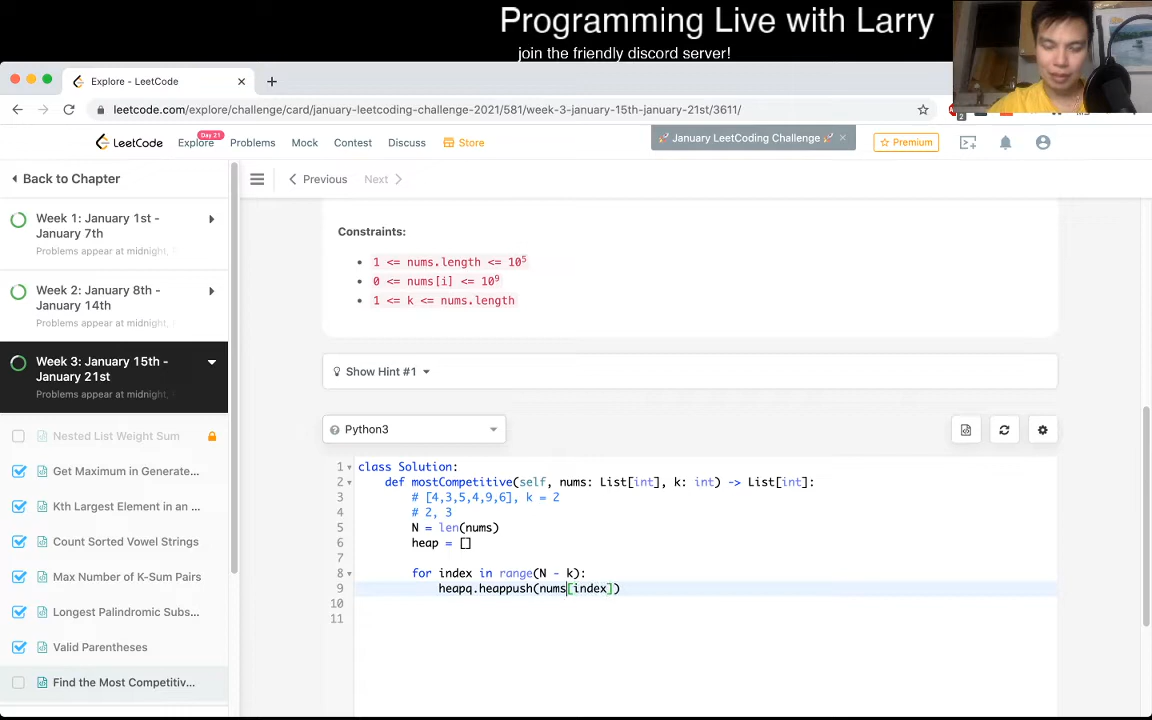 Programming Live with Larry
join the friendly discord server!
Explore - LeetCode
leetcode.com/explore/challenge/card/january-leetcoding-challenge-2021/581/week-3-january-15th-january-21st/3611/
2
LeetCode
Explore
Day 21
Problems
Mock
Contest
Discuss
Store
🚀 January LeetCoding Challenge 🚀
Premium
Back to Chapter
Previous
Next
Week 1: January 1st -
January 7th
Problems appear at midnight,
Week 2: January 8th -
January 14th
Problems appear at midnight,
Week 3: January 15th -
January 21st
Problems appear at midnight,
Nested List Weight Sum
Get Maximum in Generate...
Kth Largest Element in an ...
Count Sorted Vowel Strings
Max Number of K-Sum Pairs
Longest Palindromic Subs...
Valid Parentheses
Find the Most Competitiv...
Constraints:
1 <= nums.length <= 10⁵
0 <= nums[i] <= 10⁹
1 <= k <= nums.length
Show Hint #1
Python3
1 class Solution:
2 def mostCompetitive(self, nums: List[int], k: int) -> List[int]:
3 # [4,3,5,4,9,6], k = 2
4 # 2, 3
5 N = len(nums)
6 heap = []
7
8 for index in range(N - k):
9 heapq.heappush(nums[index])
10
11